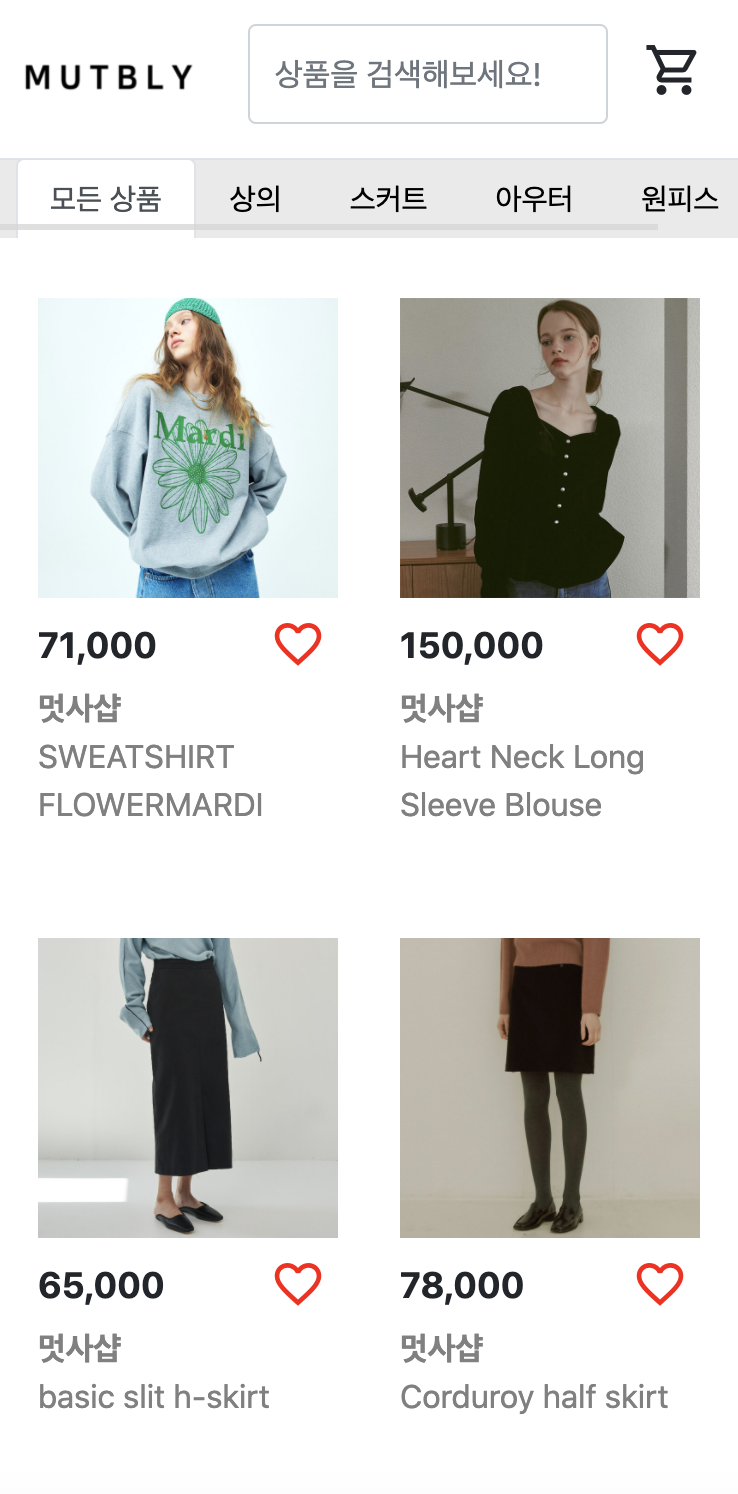 MUTBLY
상품을 검색해보세요!
모든 상품 상의 스커트 아우터 원피스
Mardi
71,000
멋사샵
SWEATSHIRT
FLOWERMARDI
150,000
멋사샵
Heart Neck Long
Sleeve Blouse
65,000
멋사샵
basic slit h-skirt
78,000
멋사샵
Corduroy half skirt